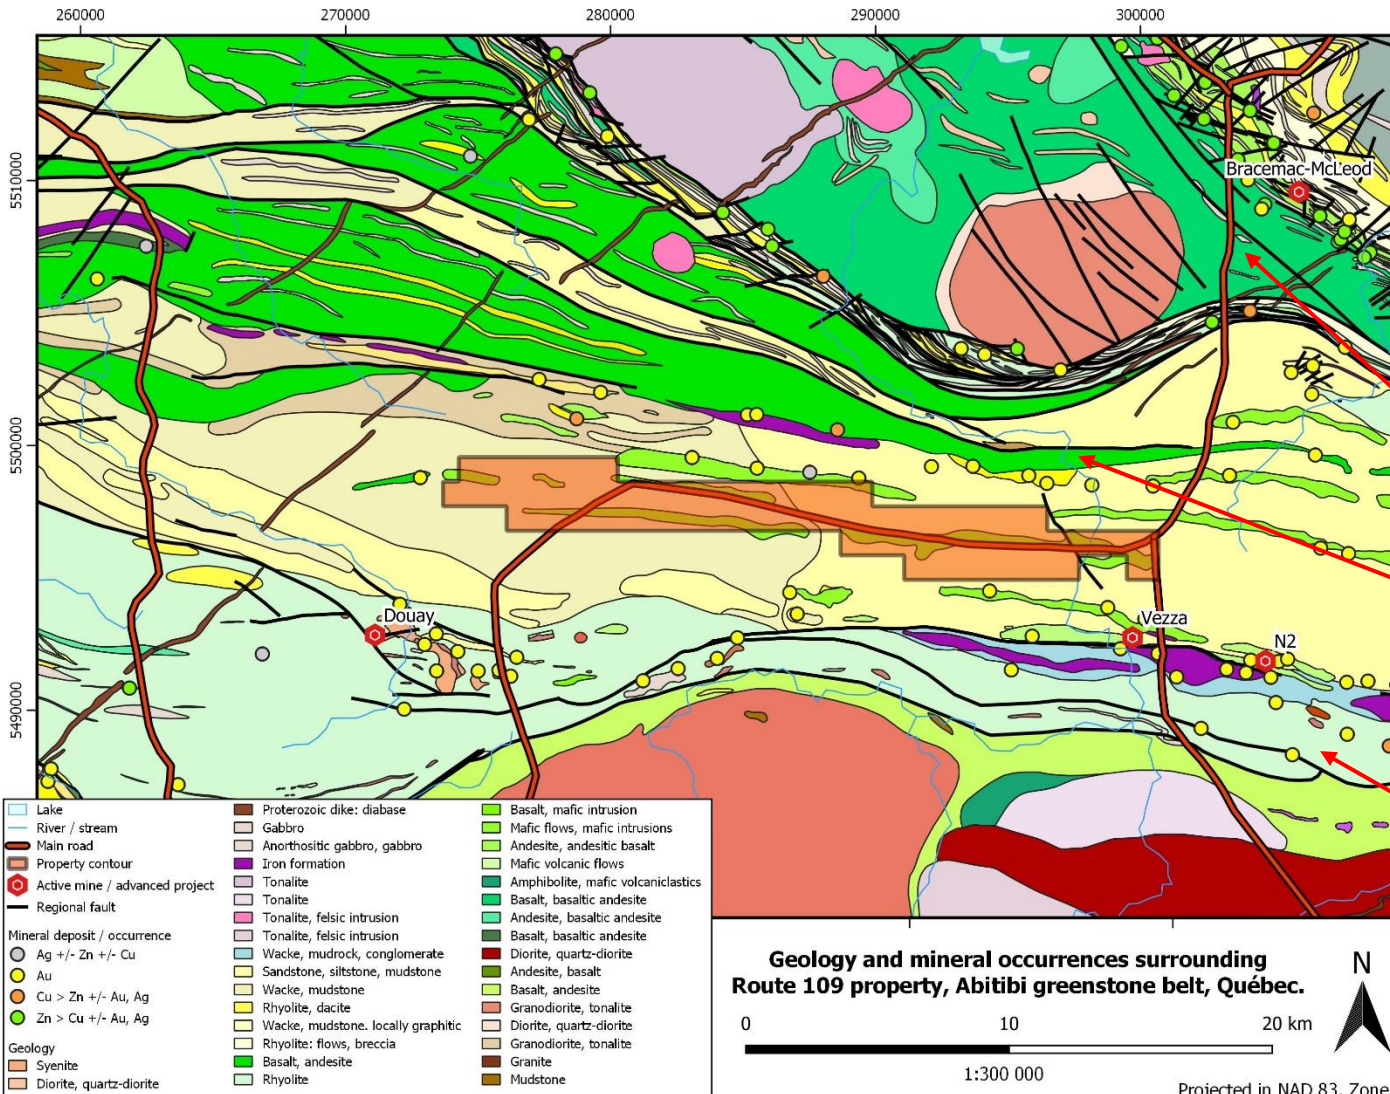 260000 270000 280000 290000 300000
5510000
5500000
5490000
Bracemac-McLeod
Douay
Vezza
N2
Lake
River / stream
Main road
Property contour
Active mine / advanced project
Regional fault
Mineral deposit / occurrence
Ag +/- Zn +/- Cu
Au
Cu > Zn +/- Au, Ag
Zn > Cu +/- Au, Ag
Geology
Syenite
Diorite, quartz-diorite
Proterozoic dike: diabase
Gabbro
Anorthositic gabbro, gabbro
Iron formation
Tonalite
Tonalite
Tonalite, felsic intrusion
Tonalite, felsic intrusion
Wacke, mudrock, conglomerate
Sandstone, siltstone, mudstone
Wacke, mudstone
Rhyolite, dacite
Wacke, mudstone. locally graphitic
Rhyolite: flows, breccia
Basalt, andesite
Rhyolite
Basalt, mafic intrusion
Mafic flows, mafic intrusions
Andesite, andesitic basalt
Mafic volcanic flows
Amphibolite, mafic volcaniclastics
Basalt, basaltic andesite
Andesite, basaltic andesite
Basalt, basaltic andesite
Diorite, quartz-diorite
Andesite, basalt
Basalt, andesite
Granodiorite, tonalite
Diorite, quartz-diorite
Granodiorite, tonalite
Granite
Mudstone
Geology and mineral occurrences surrounding
Route 109 property, Abitibi greenstone belt, Québec.
N
0 10 20 km
1:300 000
Projected in NAD 83, Zone